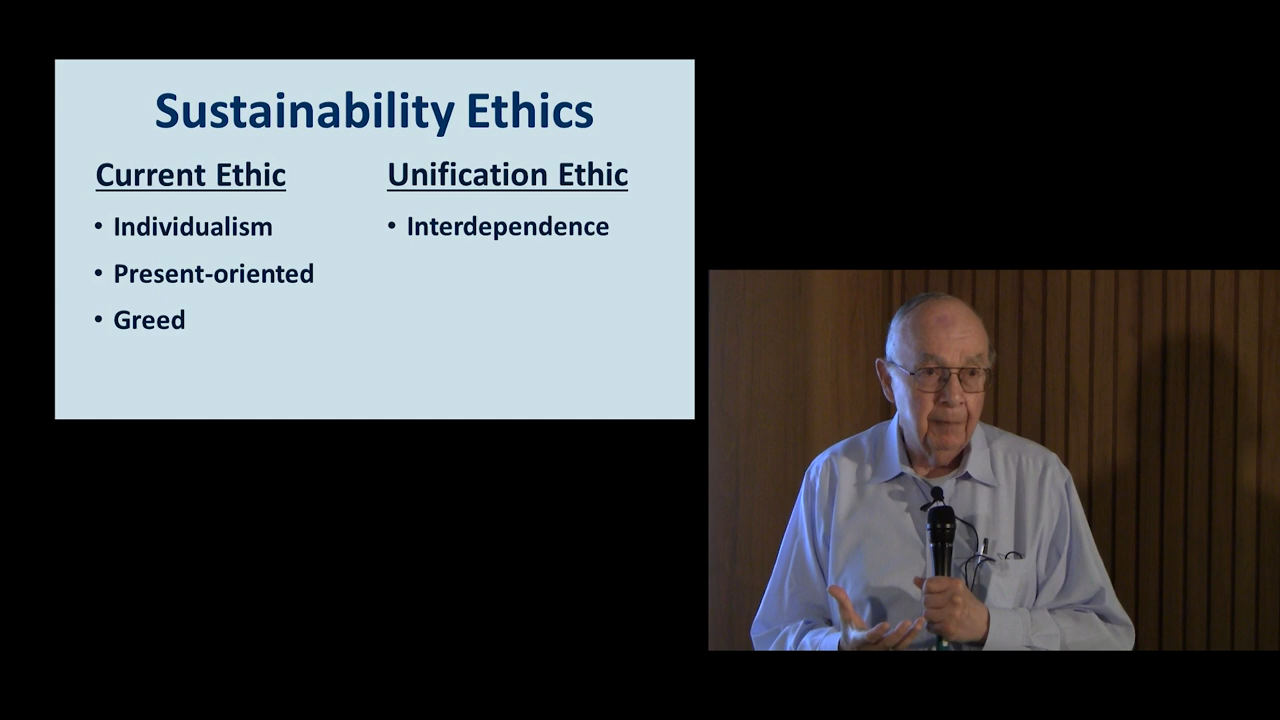 Sustainability Ethics
Current Ethic
• Individualism
• Present-oriented
• Greed
Unification Ethic
• Interdependence